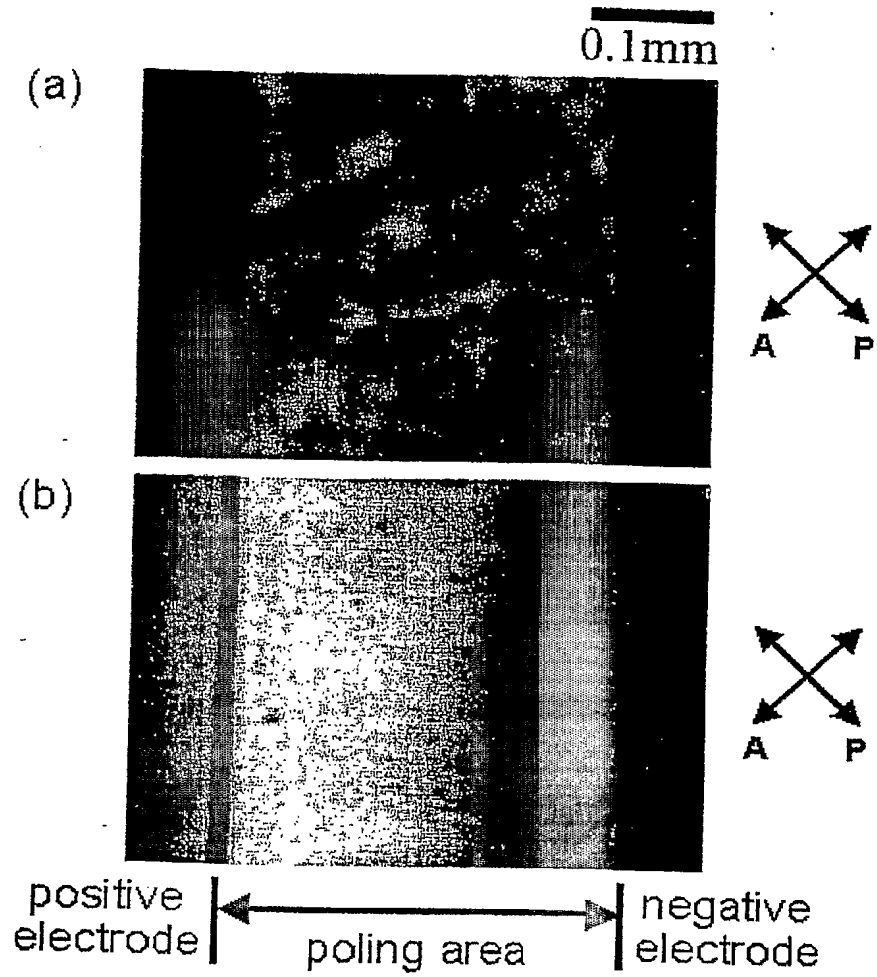 0.1mm
(a)
A P
(b)
A P
positive
electrode
poling area
negative
electrode